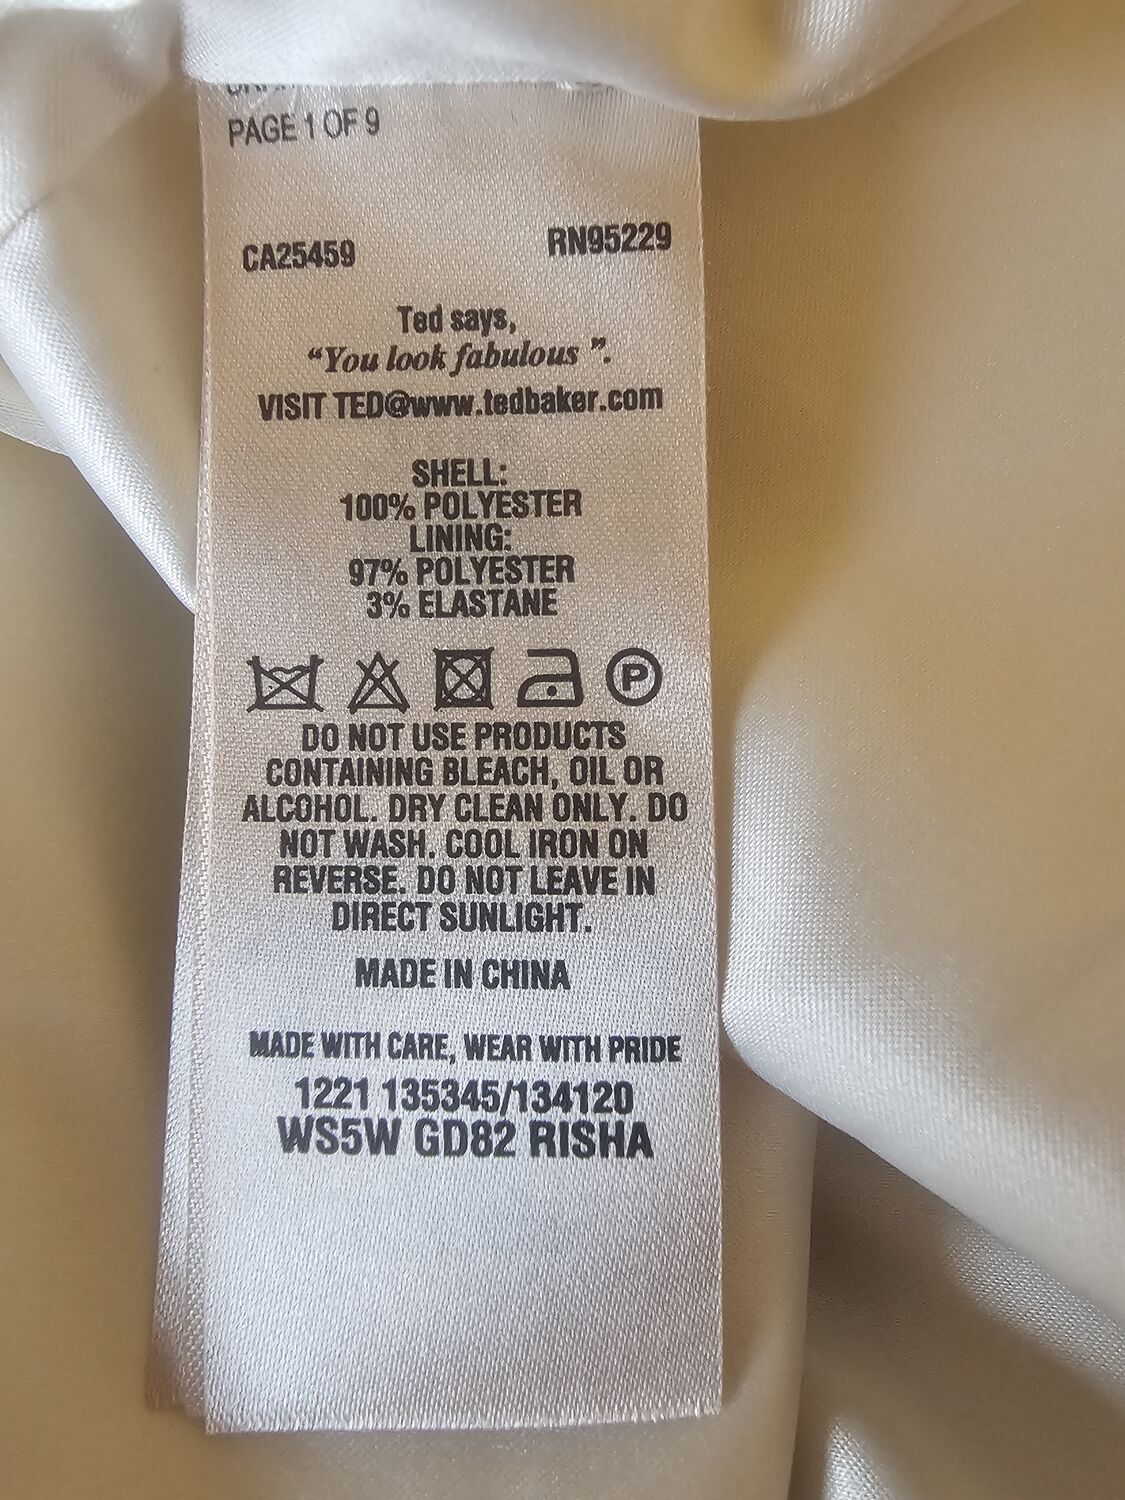 PAGE 1 OF 9
CA25459 RN95229
Ted says,
“You look fabulous ”.
VISIT TED@www.tedbaker.com
SHELL:
100% POLYESTER
LINING:
97% POLYESTER
3% ELASTANE
P
DO NOT USE PRODUCTS
CONTAINING BLEACH, OIL OR
ALCOHOL. DRY CLEAN ONLY. DO
NOT WASH. COOL IRON ON
REVERSE. DO NOT LEAVE IN
DIRECT SUNLIGHT.
MADE IN CHINA
MADE WITH CARE, WEAR WITH PRIDE
1221 135345/134120
WS5W GD82 RISHA